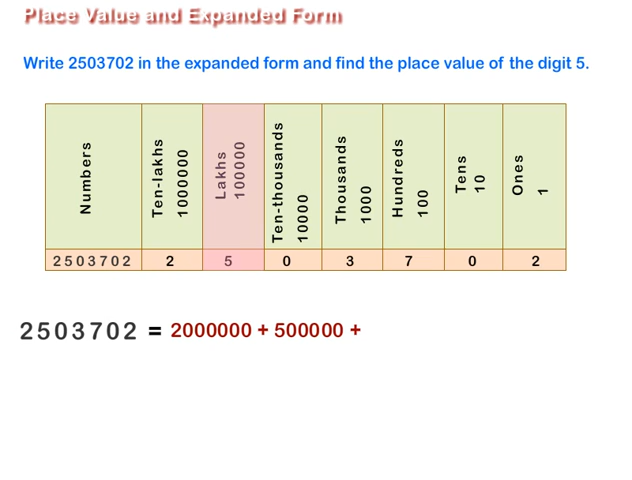 Place Value and Expanded Form
Write 2503702 in the expanded form and find the place value of the digit 5.
Numbers
Ten-lakhs
1000000
Lakhs
100000
Ten-thousands
10000
Thousands
1000
Hundreds
100
Tens
10
Ones
1
2503702 2 5 0 3 7 0 2
2503702 = 2000000 + 500000 +